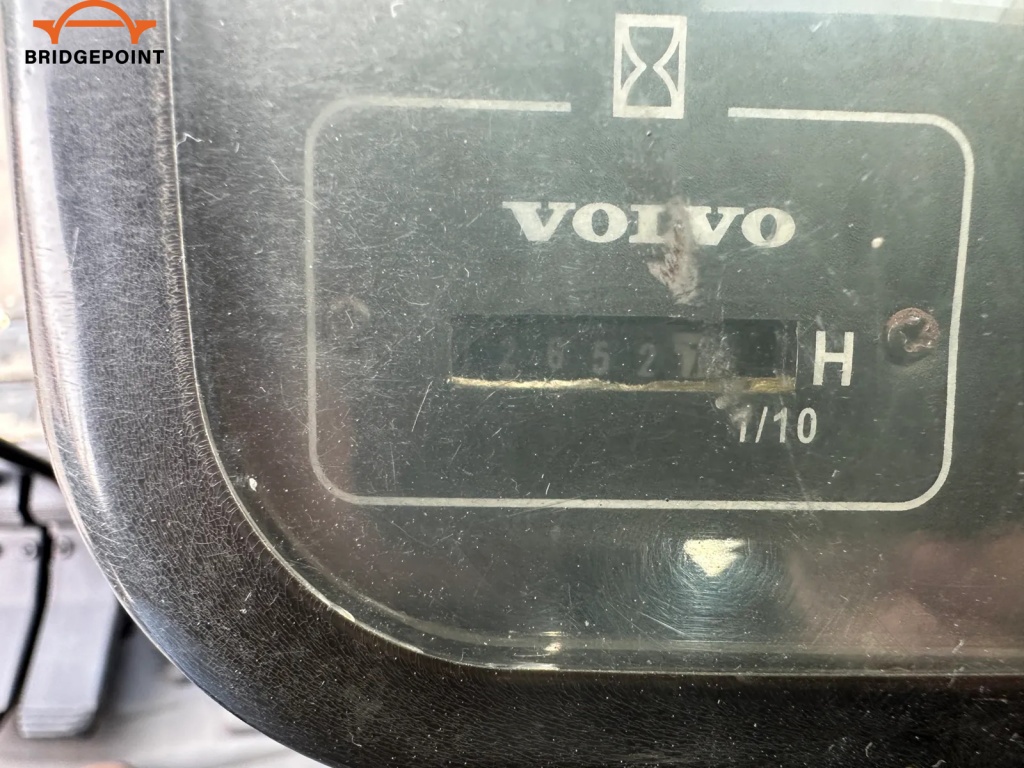 BRIDGEPOINT
VOLVO
H
1/10